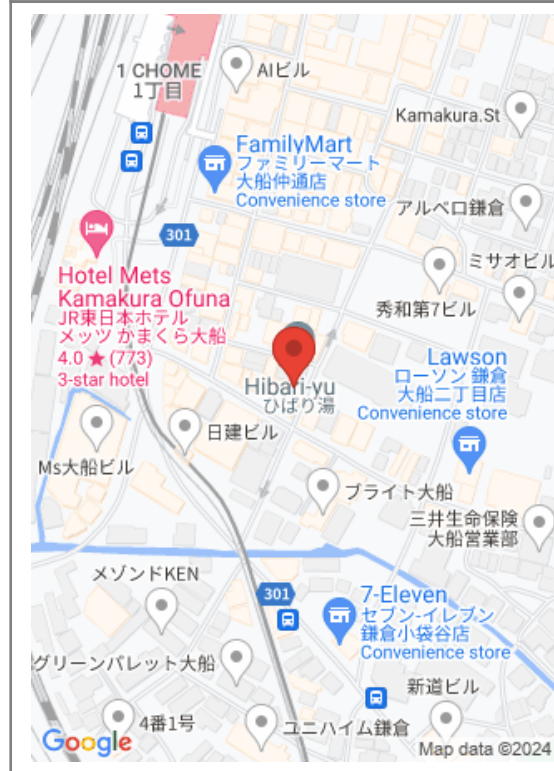 1 CHOME
1丁目
AIビル
Kamakura.St
FamilyMart
ファミリーマート
大船仲通店
Convenience store
アルベロ鎌倉
301
ミサオビル
Hotel Mets
Kamakura Ofuna
JR東日本ホテル
メッツ かまくら大船
4.0 ★ (773)
3-star hotel
秀和第7ビル
Lawson
ローソン 鎌倉
大船二丁目店
Convenience store
Hibari-yu
ひばり湯
日建ビル
Ms大船ビル
ブライト大船
三井生命保険
大船営業部
メゾンドKEN
301
7-Eleven
セブン-イレブン
鎌倉小袋谷店
Convenience store
グリーンパレット大船
新道ビル
4番1号
ユニハイム鎌倉
Google
Map data ©2024